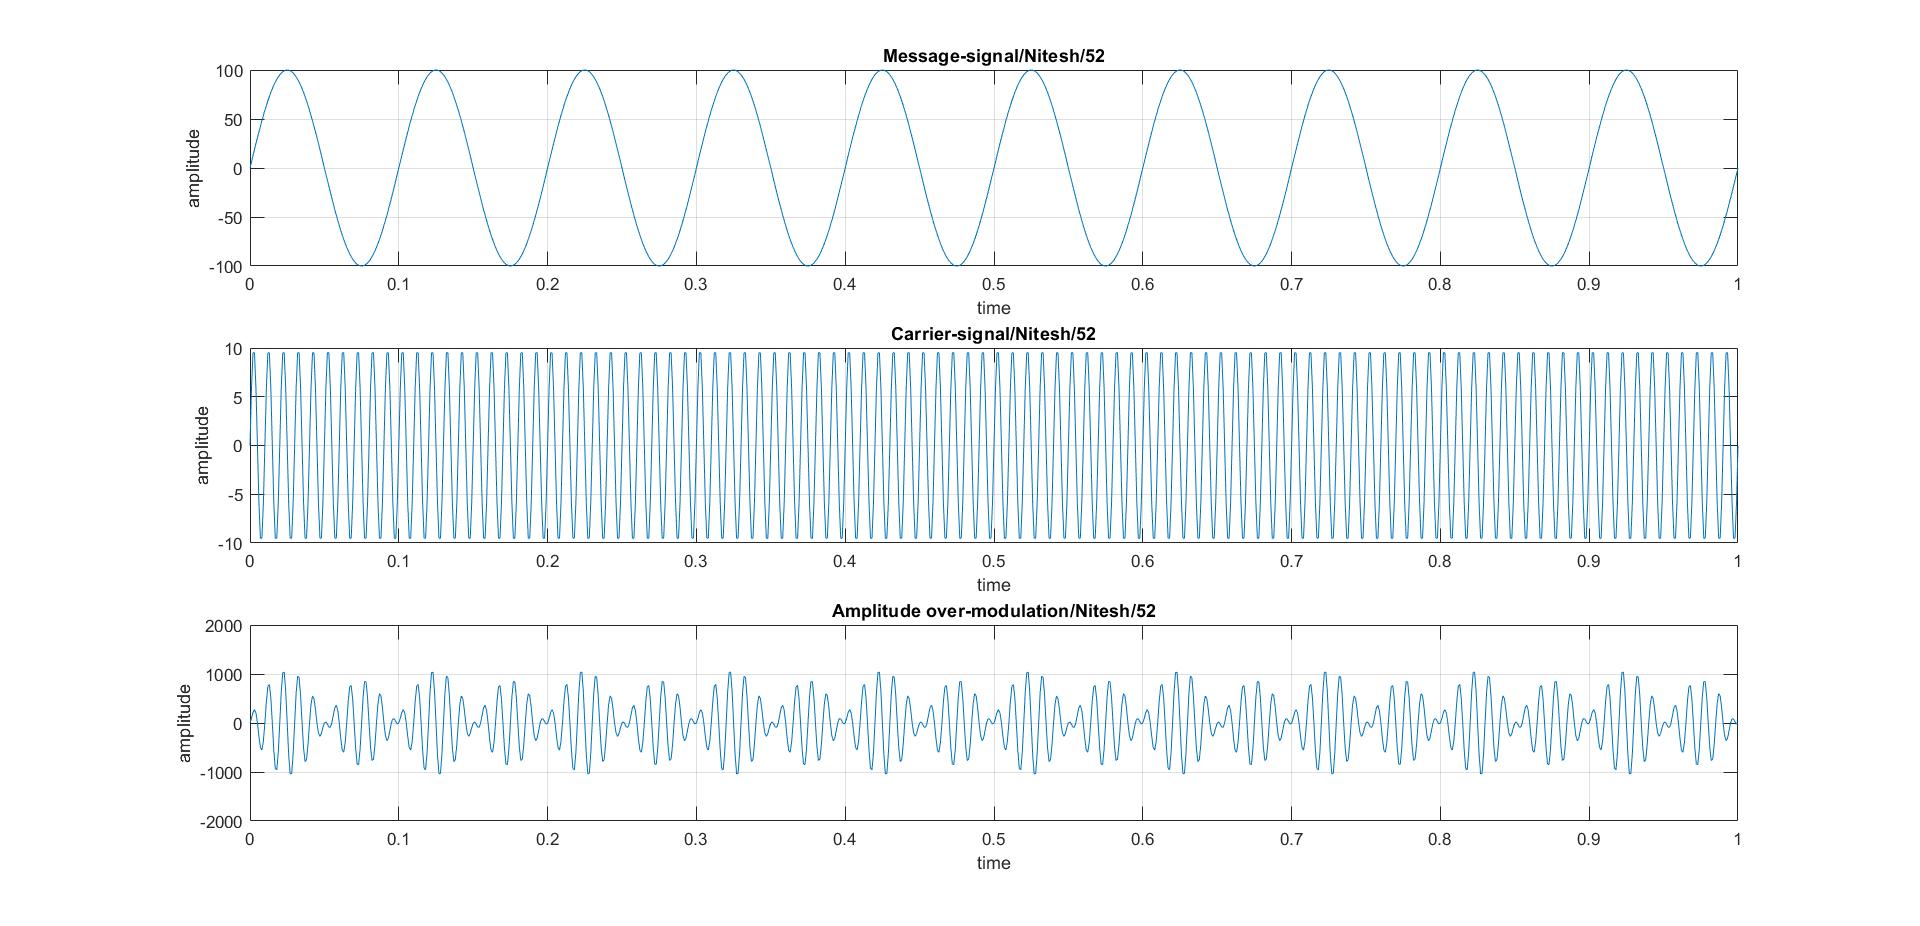 Message-signal/Nitesh/52
100
50
0
-50
-100
amplitude
0 0.1 0.2 0.3 0.4 0.5 0.6 0.7 0.8 0.9 1
time
Carrier-signal/Nitesh/52
10
5
0
-5
-10
amplitude
0 0.1 0.2 0.3 0.4 0.5 0.6 0.7 0.8 0.9 1
time
Amplitude over-modulation/Nitesh/52
2000
1000
0
-1000
-2000
amplitude
0 0.1 0.2 0.3 0.4 0.5 0.6 0.7 0.8 0.9 1
time